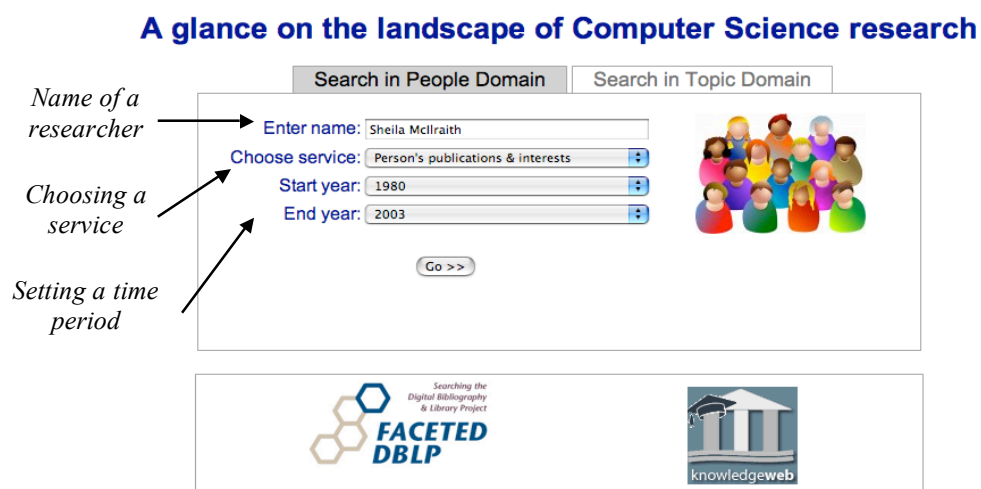 A glance on the landscape of Computer Science research
Search in People Domain
Search in Topic Domain
Name of a
researcher
Enter name: Sheila McIlraith
Choose service: Person's publications & interests
Start year: 1980
End year: 2003
Choosing a
service
Go >>
Setting a time
period
Searching the
Digital Bibliography
& Library Project
FACETED
DBLP
knowledgeweb